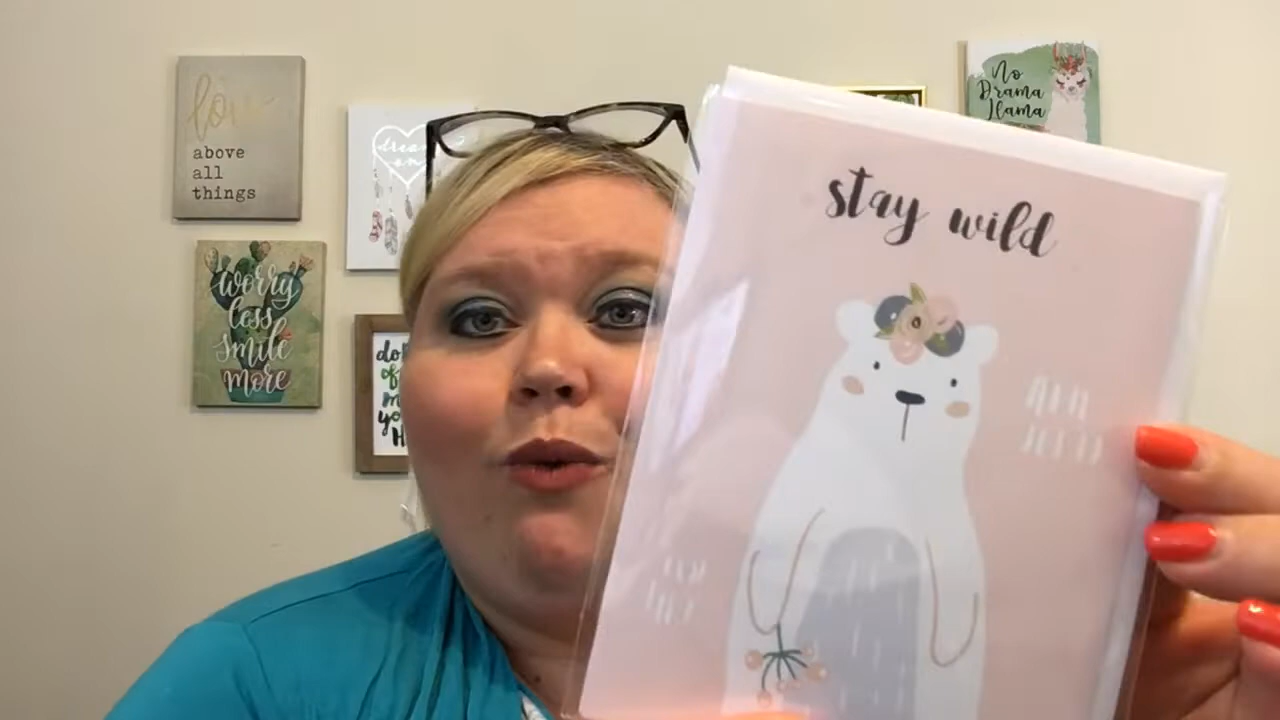 love
above
all
things
worry
less
smile
more
stay wild
No
Drama
Llama